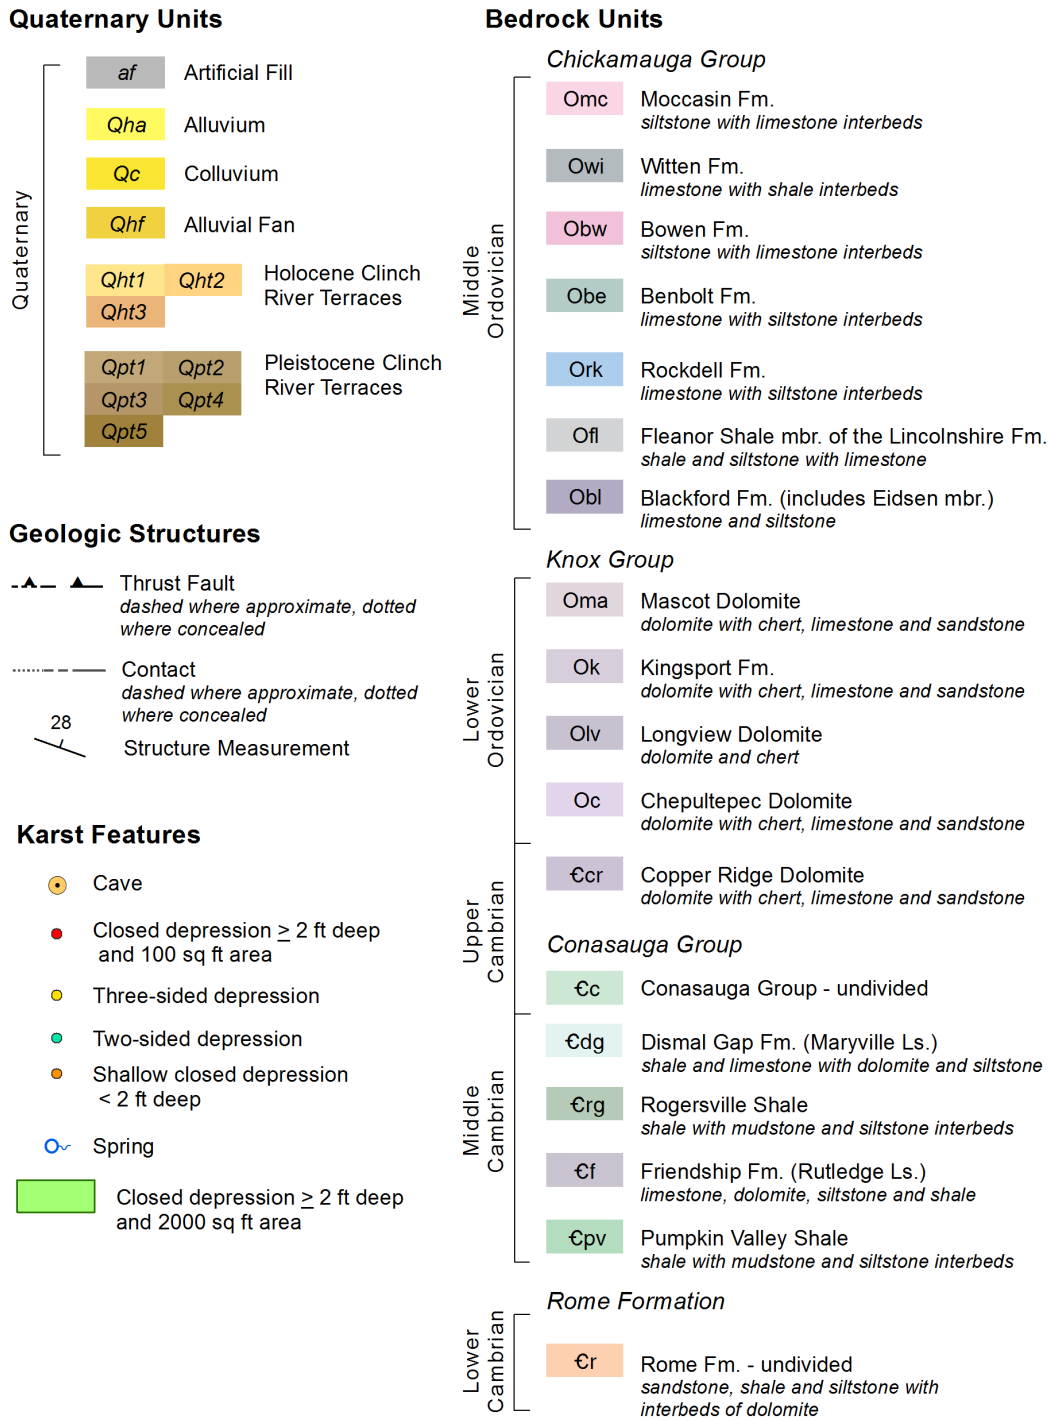 Quaternary Units
Quaternary
af Artificial Fill
Qha Alluvium
Qc Colluvium
Qhf Alluvial Fan
Qht1 Qht2 Holocene Clinch
Qht3 River Terraces
Qpt1 Qpt2 Pleistocene Clinch
Qpt3 Qpt4 River Terraces
Qpt5
Geologic Structures
Thrust Fault
dashed where approximate, dotted
where concealed
Contact
dashed where approximate, dotted
where concealed
28
Structure Measurement
Karst Features
Cave
Closed depression ≥ 2 ft deep
and 100 sq ft area
Three-sided depression
Two-sided depression
Shallow closed depression
< 2 ft deep
Spring
Closed depression ≥ 2 ft deep
and 2000 sq ft area
Bedrock Units
Chickamauga Group
Middle
Ordovician
Omc Moccasin Fm.
siltstone with limestone interbeds
Owi Witten Fm.
limestone with shale interbeds
Obw Bowen Fm.
siltstone with limestone interbeds
Obe Benbolt Fm.
limestone with siltstone interbeds
Ork Rockdell Fm.
limestone with siltstone interbeds
Ofl Fleanor Shale mbr. of the Lincolnshire Fm.
shale and siltstone with limestone
Obl Blackford Fm. (includes Eidsen mbr.)
limestone and siltstone
Knox Group
Lower
Ordovician
Oma Mascot Dolomite
dolomite with chert, limestone and sandstone
Ok Kingsport Fm.
dolomite with chert, limestone and sandstone
Olv Longview Dolomite
dolomite and chert
Oc Chepultepec Dolomite
dolomite with chert, limestone and sandstone
Upper
Cambrian
€cr Copper Ridge Dolomite
dolomite with chert, limestone and sandstone
Conasauga Group
€c Conasauga Group - undivided
Middle
Cambrian
€dg Dismal Gap Fm. (Maryville Ls.)
shale and limestone with dolomite and siltstone
€rg Rogersville Shale
shale with mudstone and siltstone interbeds
€f Friendship Fm. (Rutledge Ls.)
limestone, dolomite, siltstone and shale
€pv Pumpkin Valley Shale
shale with mudstone and siltstone interbeds
Rome Formation
Lower
Cambrian
€r Rome Fm. - undivided
sandstone, shale and siltstone with
interbeds of dolomite